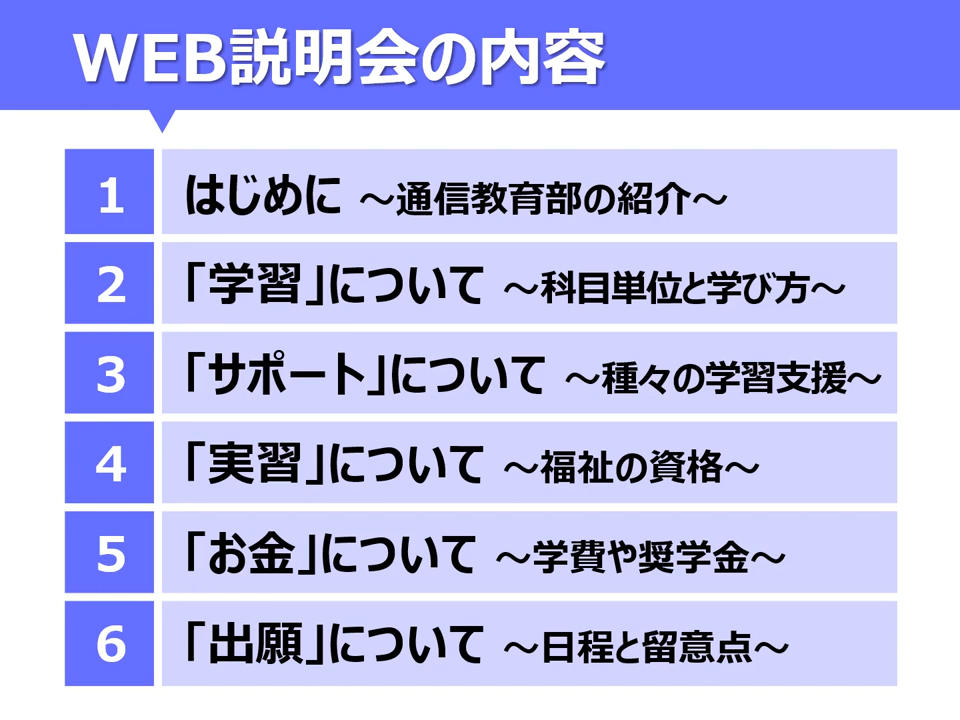 WEB説明会の内容
1 はじめに ～通信教育部の紹介～
2 「学習」について ～科目単位と学び方～
3 「サポート」について ～種々の学習支援～
4 「実習」について ～福祉の資格～
5 「お金」について ～学費や奨学金～
6 「出願」について ～日程と留意点～